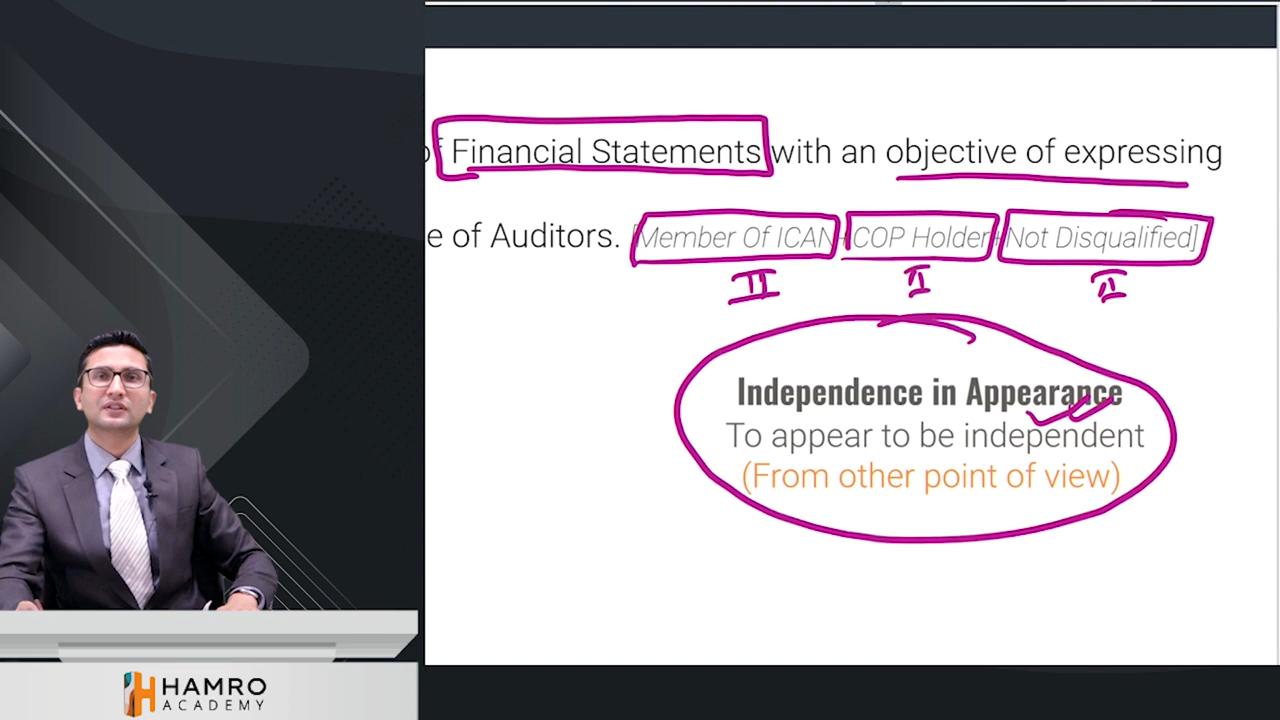 of Financial Statements with an objective of expressing
e of Auditors. [Member Of ICAN+COP Holder+Not Disqualified]
II I I
Independence in Appearance
To appear to be independent
(From other point of view)
HAMRO
ACADEMY